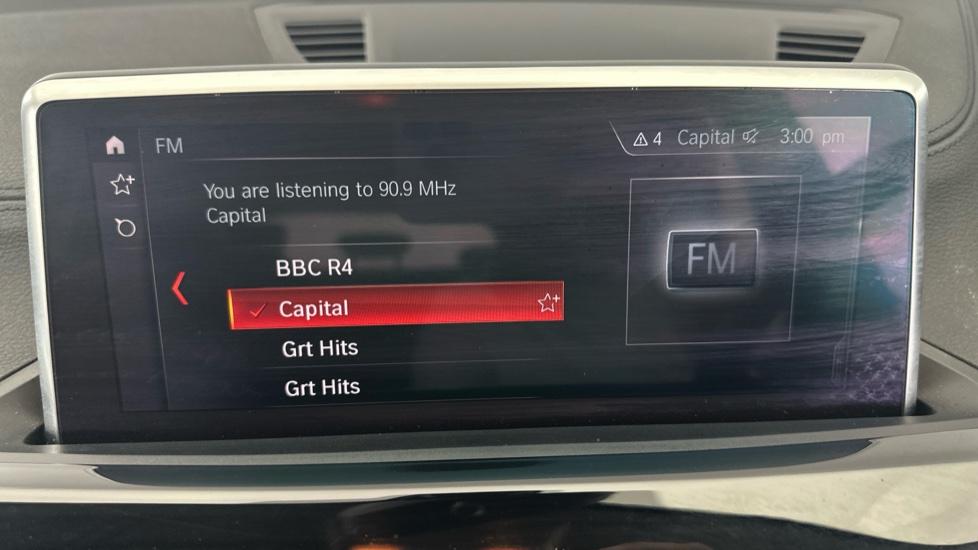 FM
4 Capital 3:00 pm
You are listening to 90.9 MHz
Capital
BBC R4
Capital
Grt Hits
Grt Hits
FM